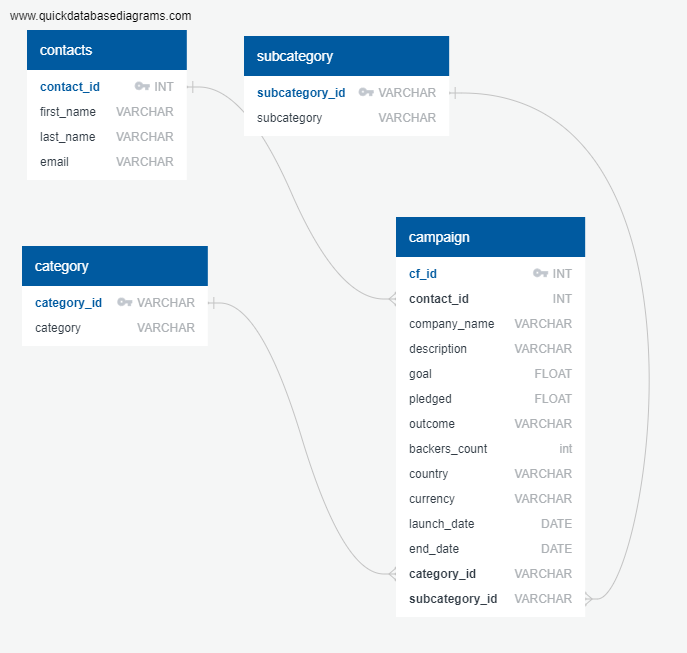 www.quickdatabasediagrams.com
contacts
contact_id INT
first_name VARCHAR
last_name VARCHAR
email VARCHAR
subcategory
subcategory_id VARCHAR
subcategory VARCHAR
category
category_id VARCHAR
category VARCHAR
campaign
cf_id INT
contact_id INT
company_name VARCHAR
description VARCHAR
goal FLOAT
pledged FLOAT
outcome VARCHAR
backers_count int
country VARCHAR
currency VARCHAR
launch_date DATE
end_date DATE
category_id VARCHAR
subcategory_id VARCHAR